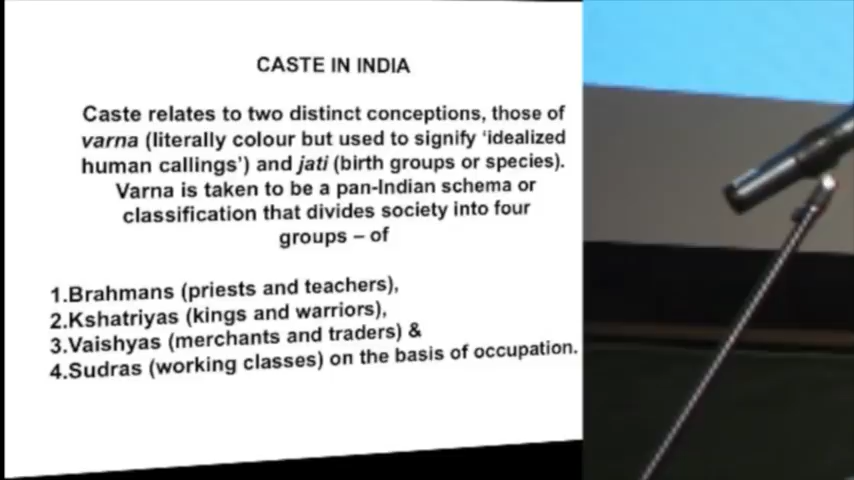 CASTE IN INDIA
Caste relates to two distinct conceptions, those of
varna (literally colour but used to signify ‘idealized
human callings’) and jati (birth groups or species).
Varna is taken to be a pan-Indian schema or
classification that divides society into four
groups – of
1.Brahmans (priests and teachers),
2.Kshatriyas (kings and warriors),
3.Vaishyas (merchants and traders) &
4.Sudras (working classes) on the basis of occupation.